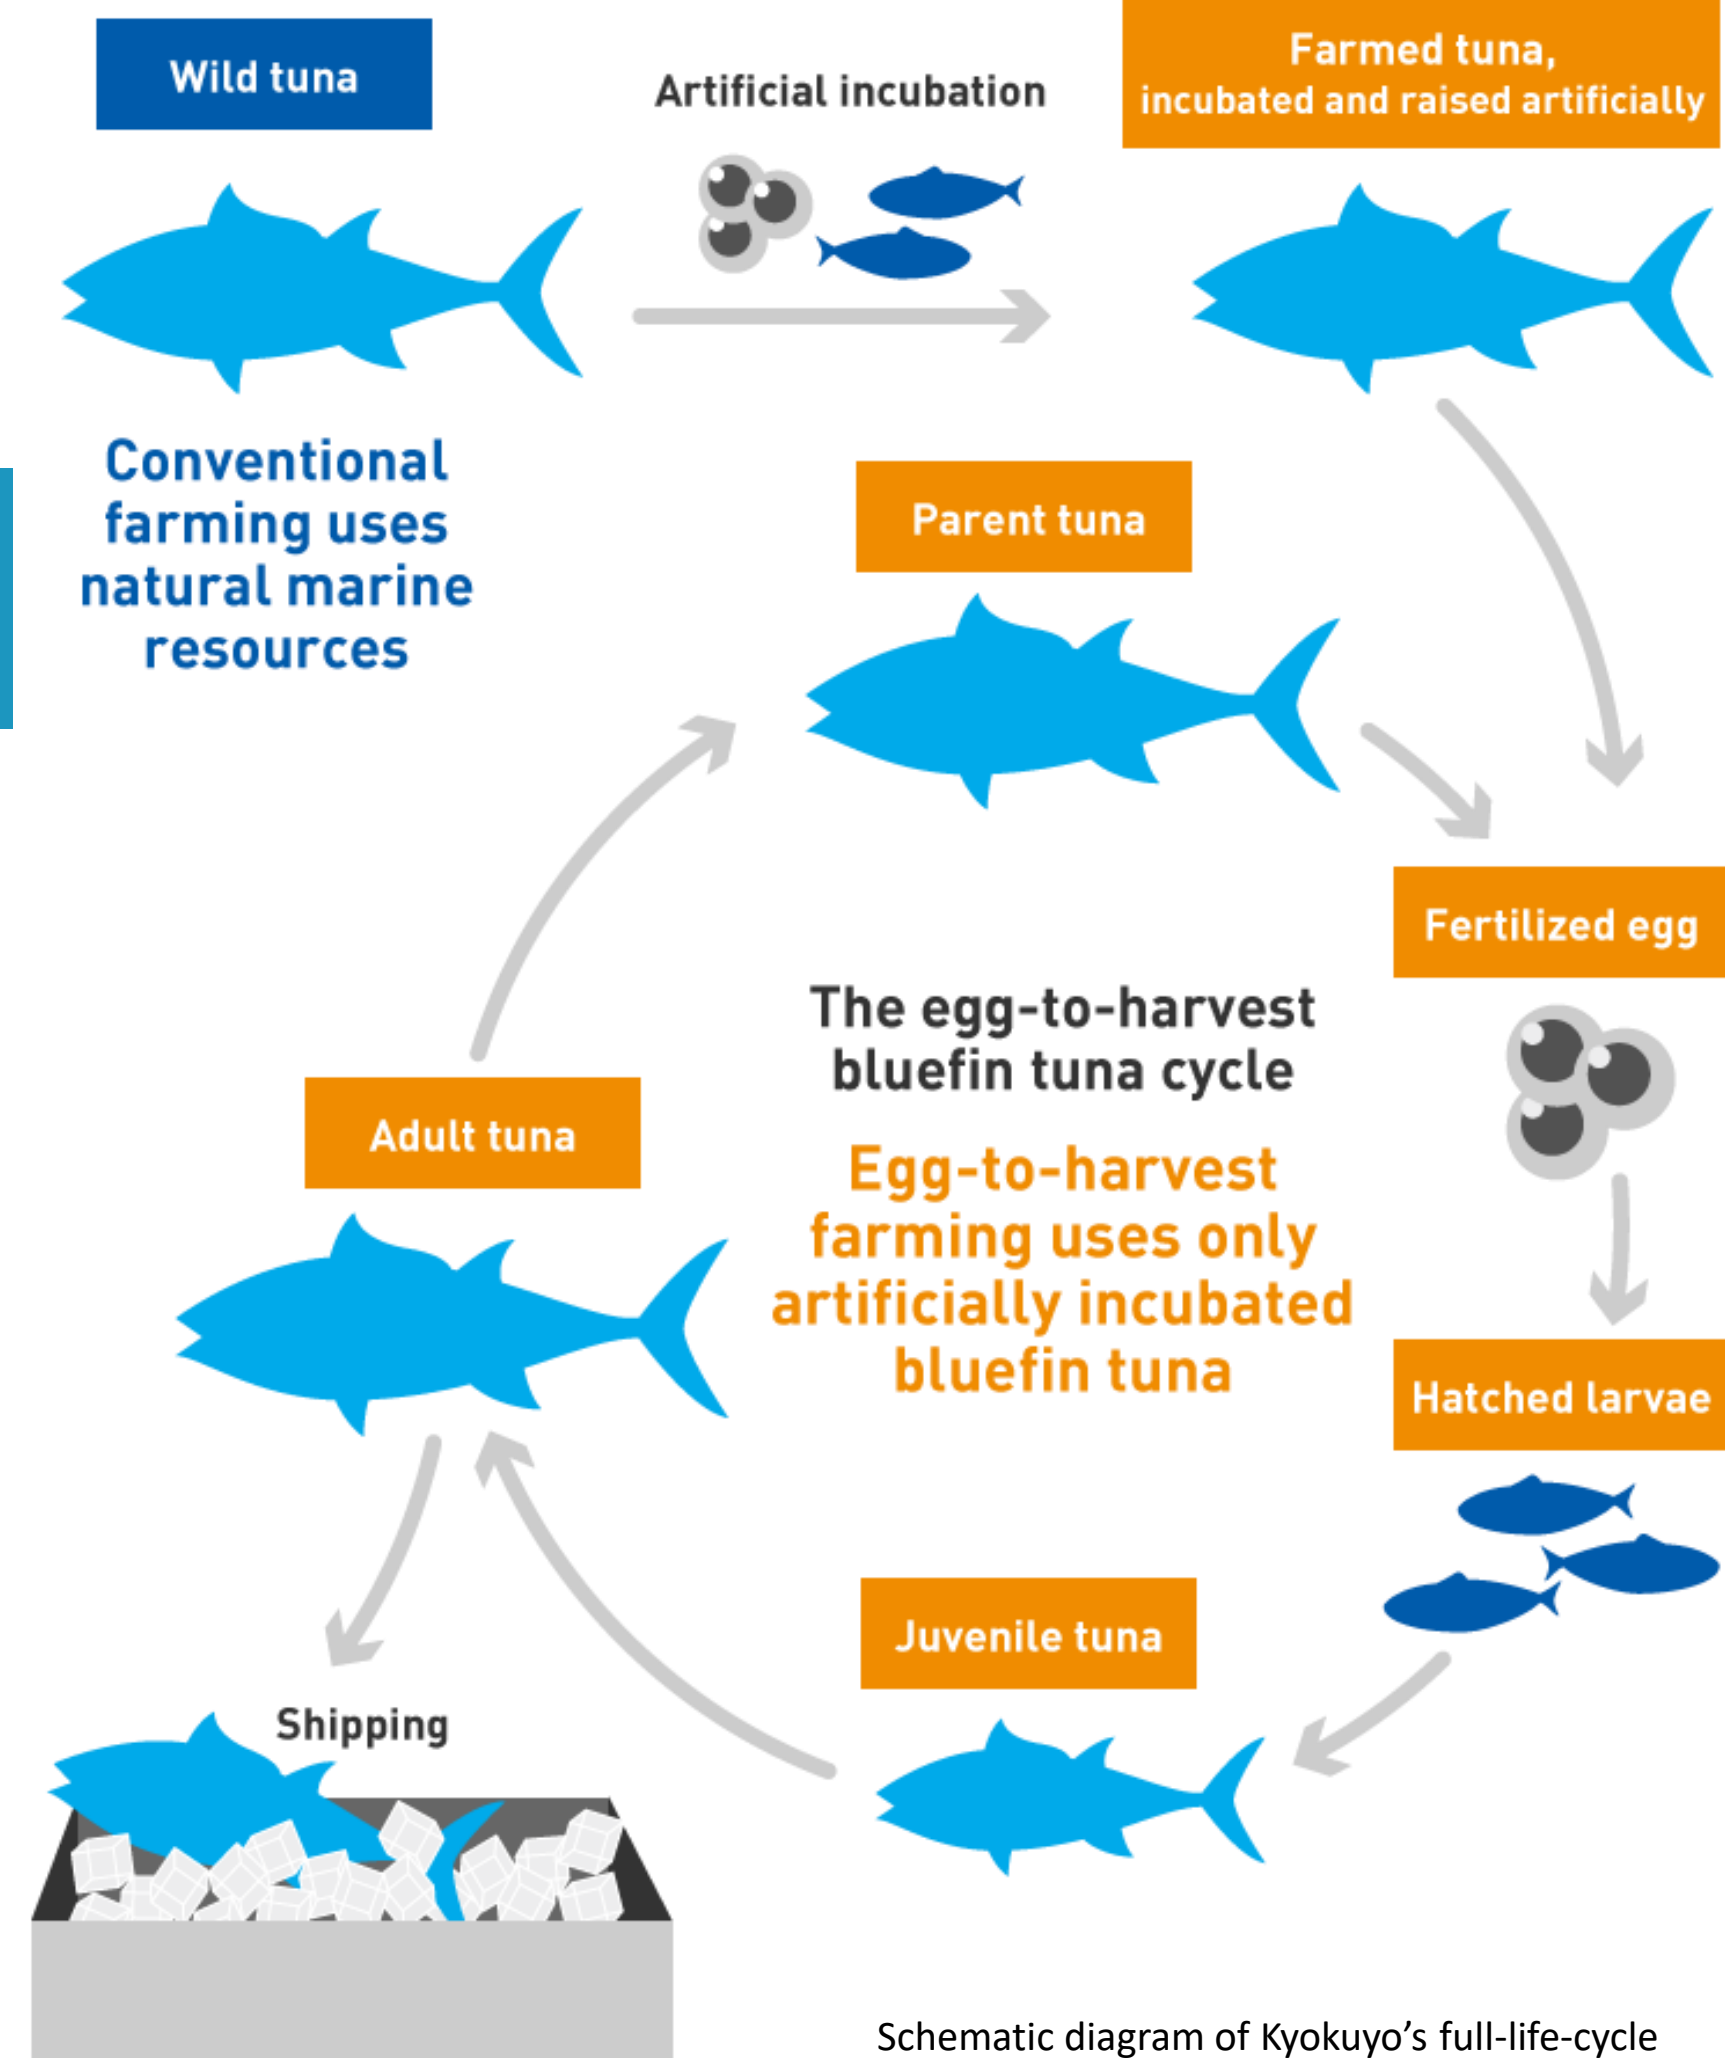 Wild tuna
Artificial incubation
Farmed tuna,
incubated and raised artificially
Conventional
farming uses
natural marine
resources
Parent tuna
Fertilized egg
The egg-to-harvest
bluefin tuna cycle
Egg-to-harvest
farming uses only
artificially incubated
bluefin tuna
Adult tuna
Hatched larvae
Juvenile tuna
Shipping
Schematic diagram of Kyokuyo’s full-life-cycle